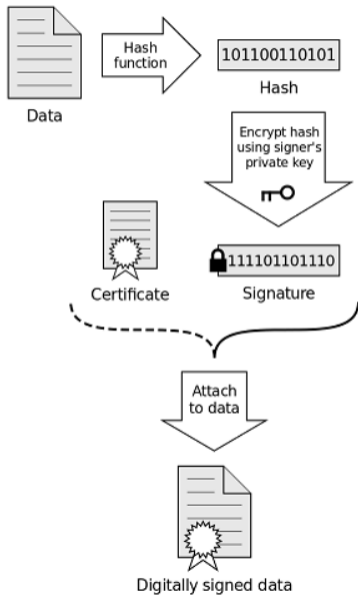 Hash
function
101100110101
Data
Hash
Encrypt hash
using signer's
private key
111101101110
Certificate
Signature
Attach
to data
Digitally signed data